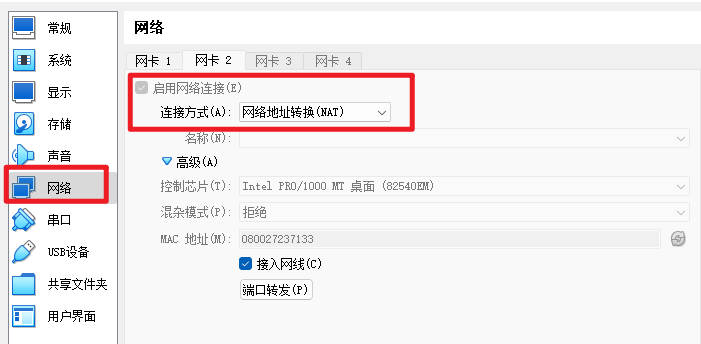 常规
系统
显示
存储
声音
网络
串口
USB设备
共享文件夹
用户界面
网络
网卡 1 网卡 2 网卡 3 网卡 4
启用网络连接(E)
连接方式(A): 网络地址转换(NAT)
名称(N):
高级(A)
控制芯片(T): Intel PRO/1000 MT 桌面 (82540EM)
混杂模式(P): 拒绝
MAC 地址(M): 080027237133
接入网线(C)
端口转发(P)